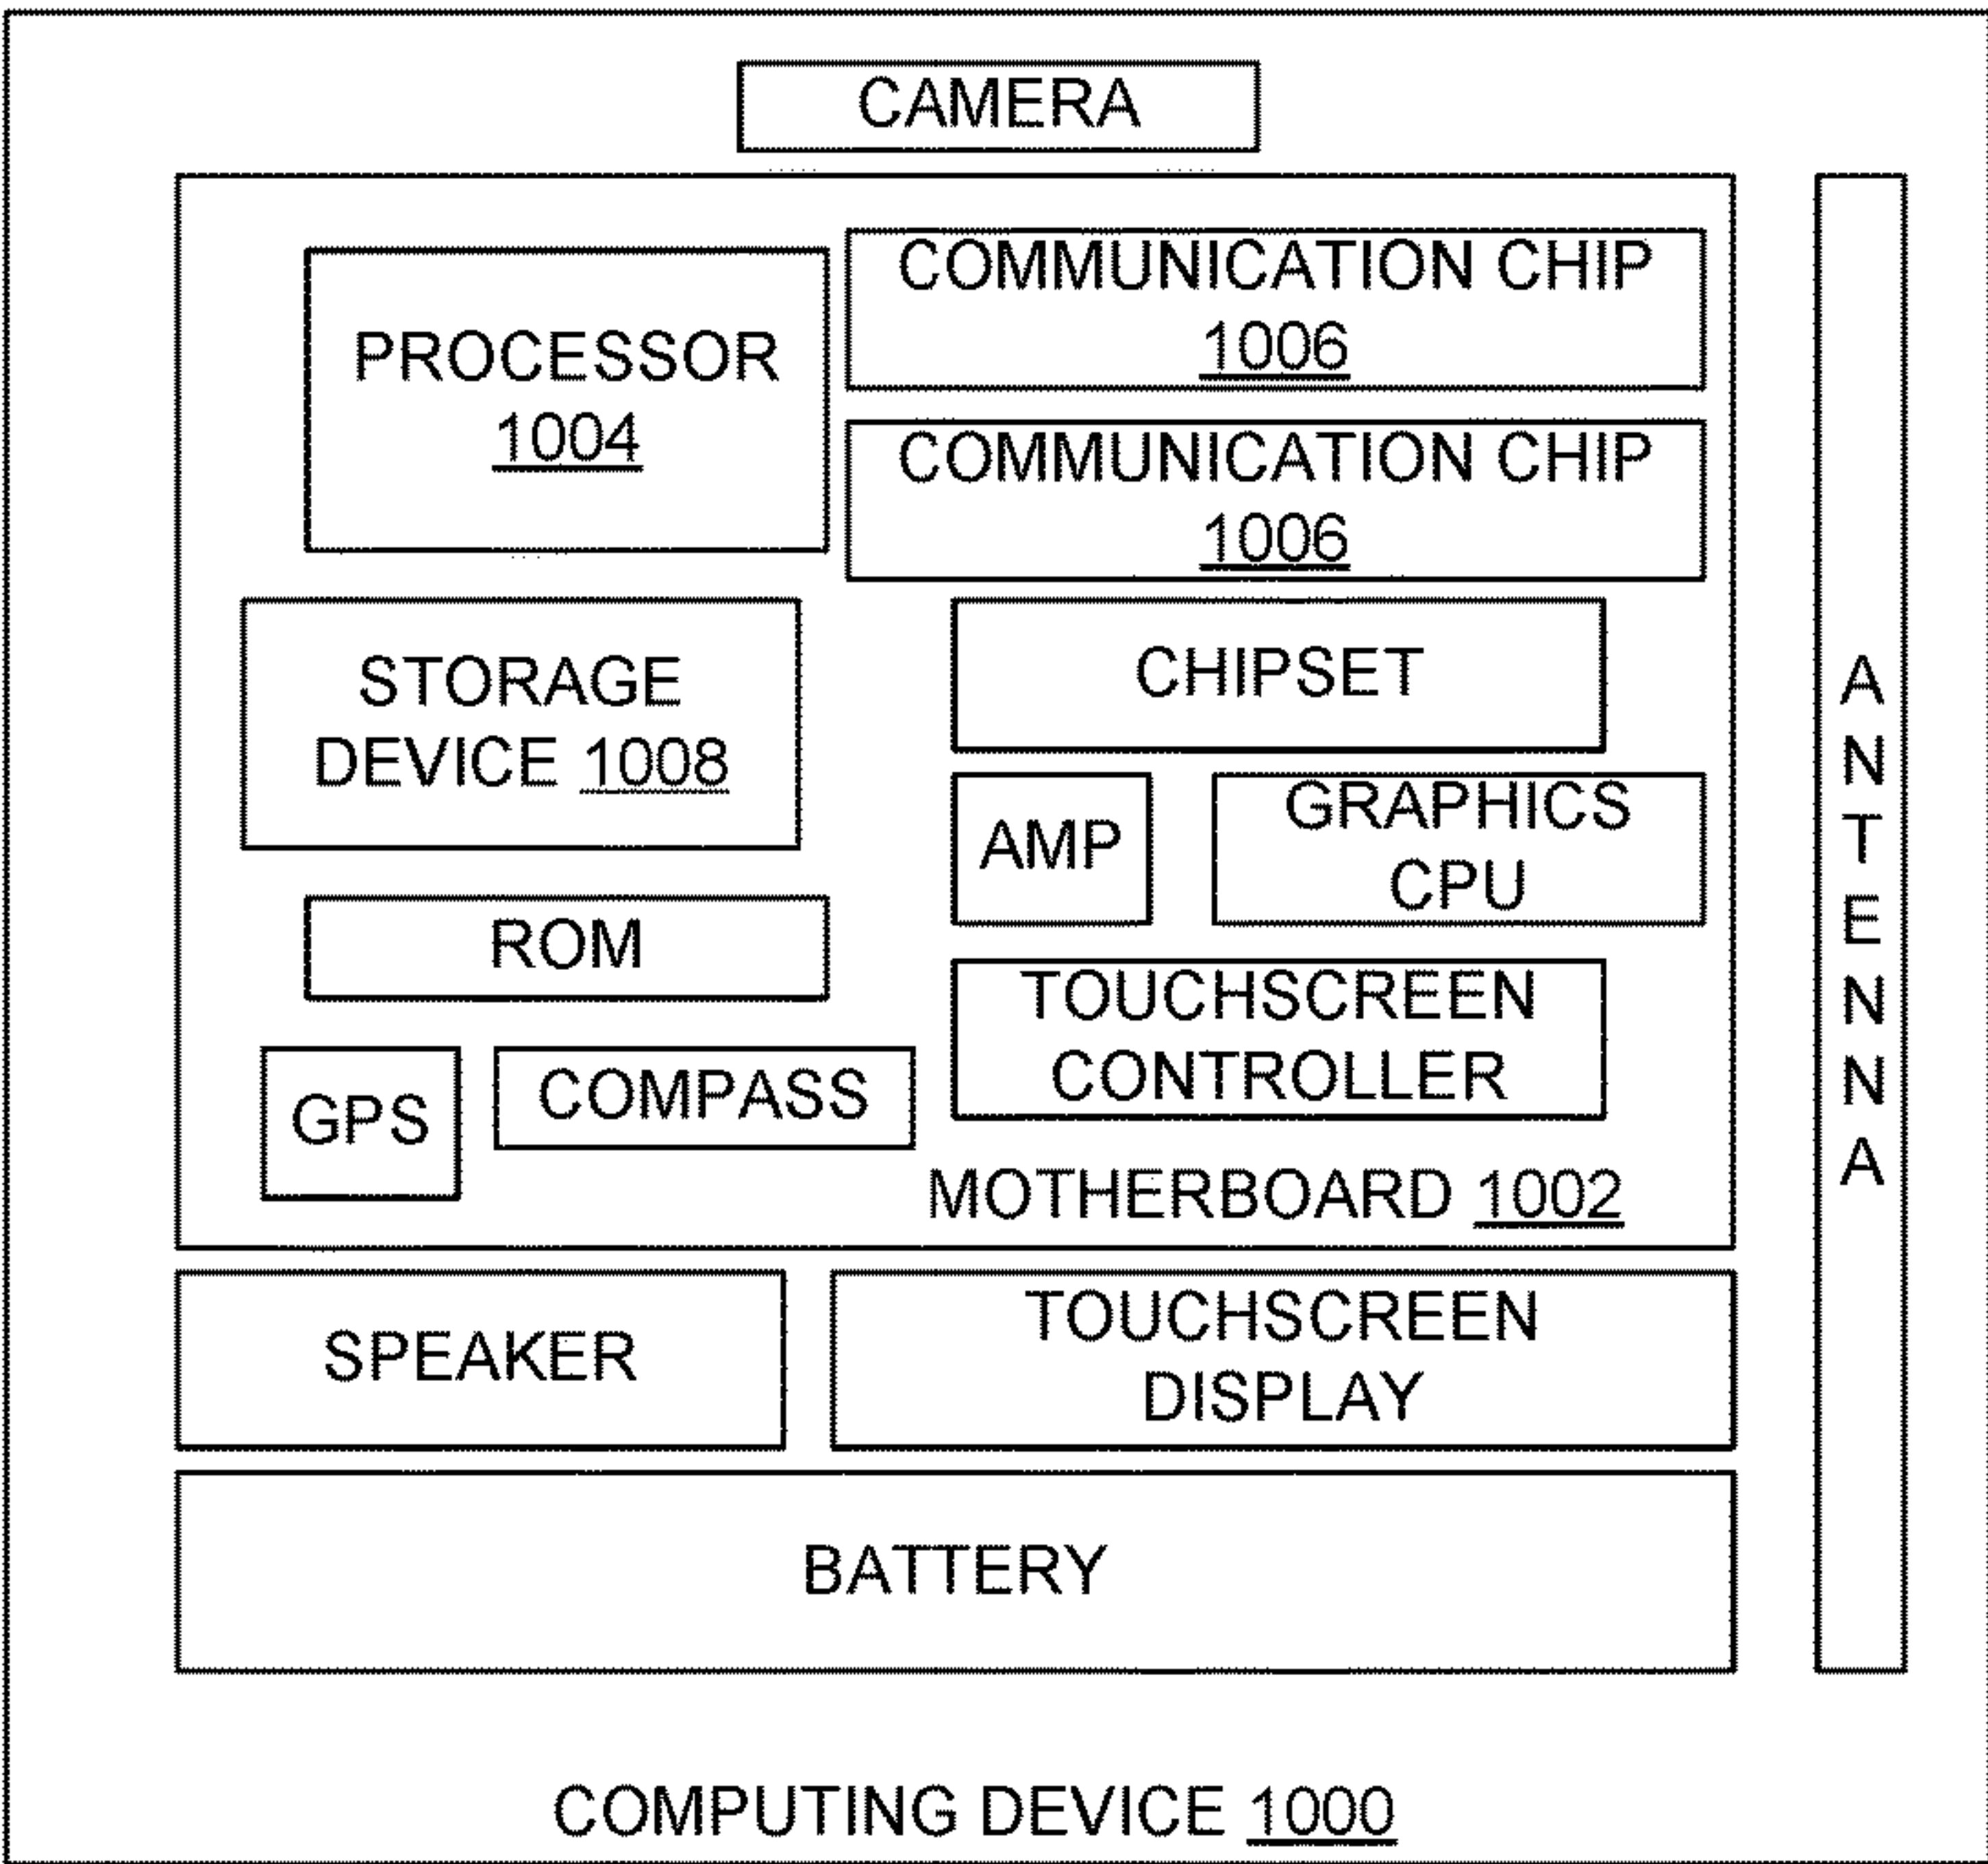 CAMERA
PROCESSOR
1004
COMMUNICATION CHIP
1006
COMMUNICATION CHIP
1006
STORAGE
DEVICE 1008
CHIPSET
AMP
GRAPHICS
CPU
ROM
TOUCHSCREEN
CONTROLLER
GPS
COMPASS
MOTHERBOARD 1002
ANTENNA
SPEAKER
TOUCHSCREEN
DISPLAY
BATTERY
COMPUTING DEVICE 1000